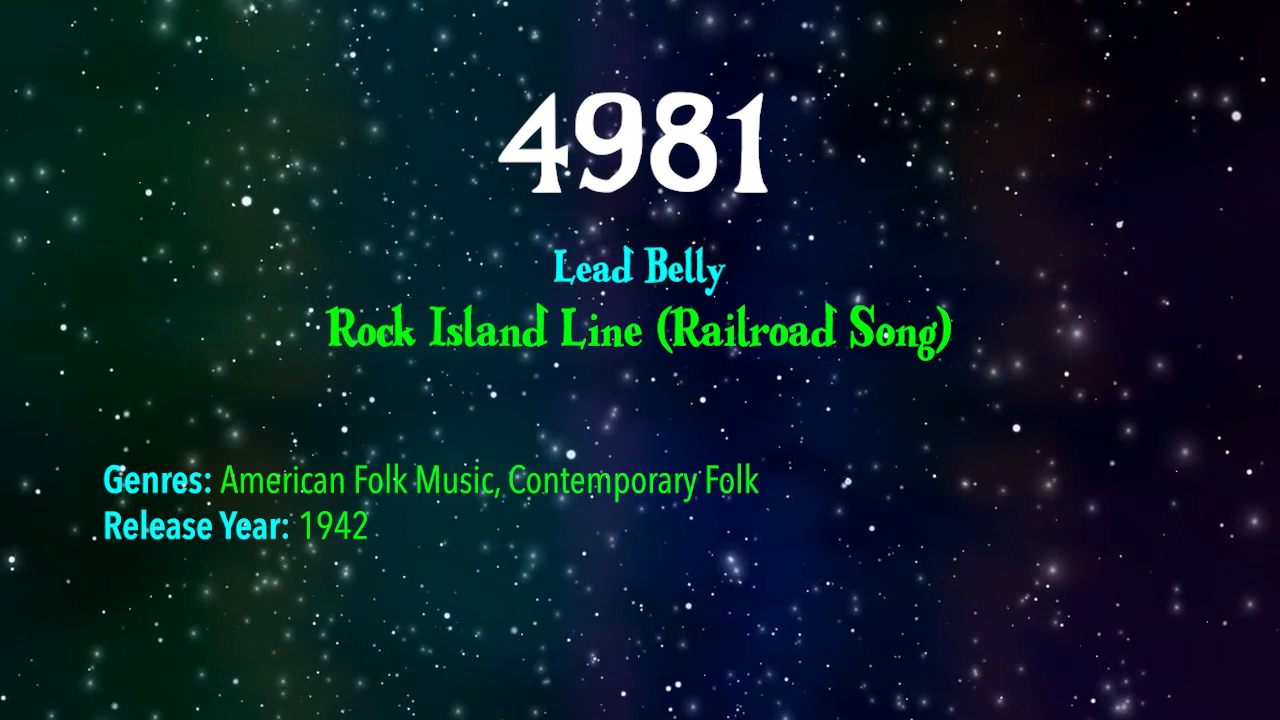 4981
Lead Belly
Rock Island Line (Railroad Song)
Genres: American Folk Music, Contemporary Folk
Release Year: 1942